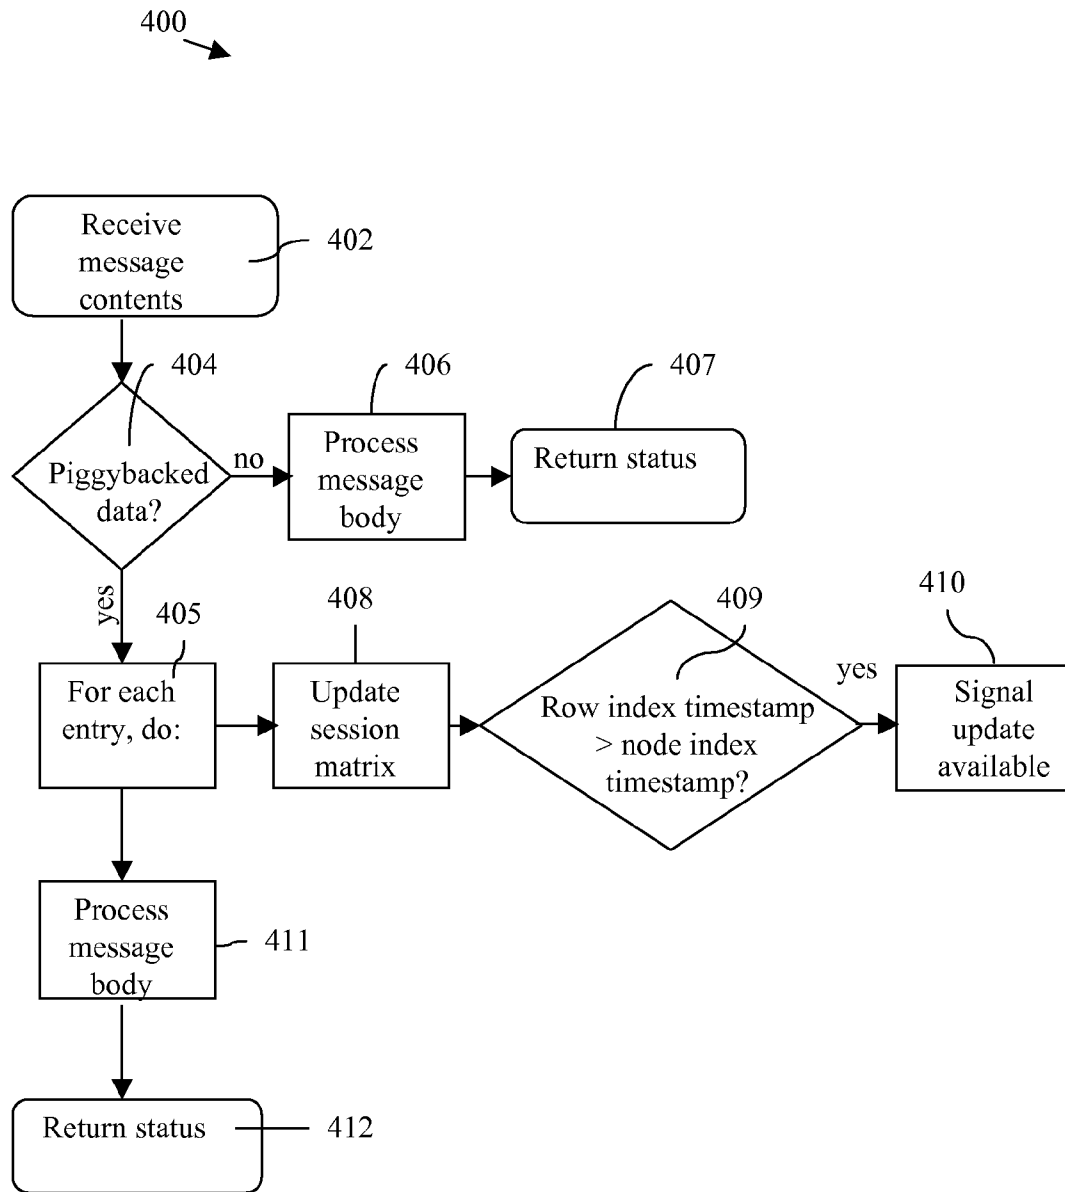 400
Receive
message
contents
402
404
406
407
Piggybacked
data?
no
Process
message
body
Return status
yes
405
408
409
410
For each
entry, do:
Update
session
matrix
Row index timestamp
> node index
timestamp?
yes
Signal
update
available
Process
message
body
411
Return status
412